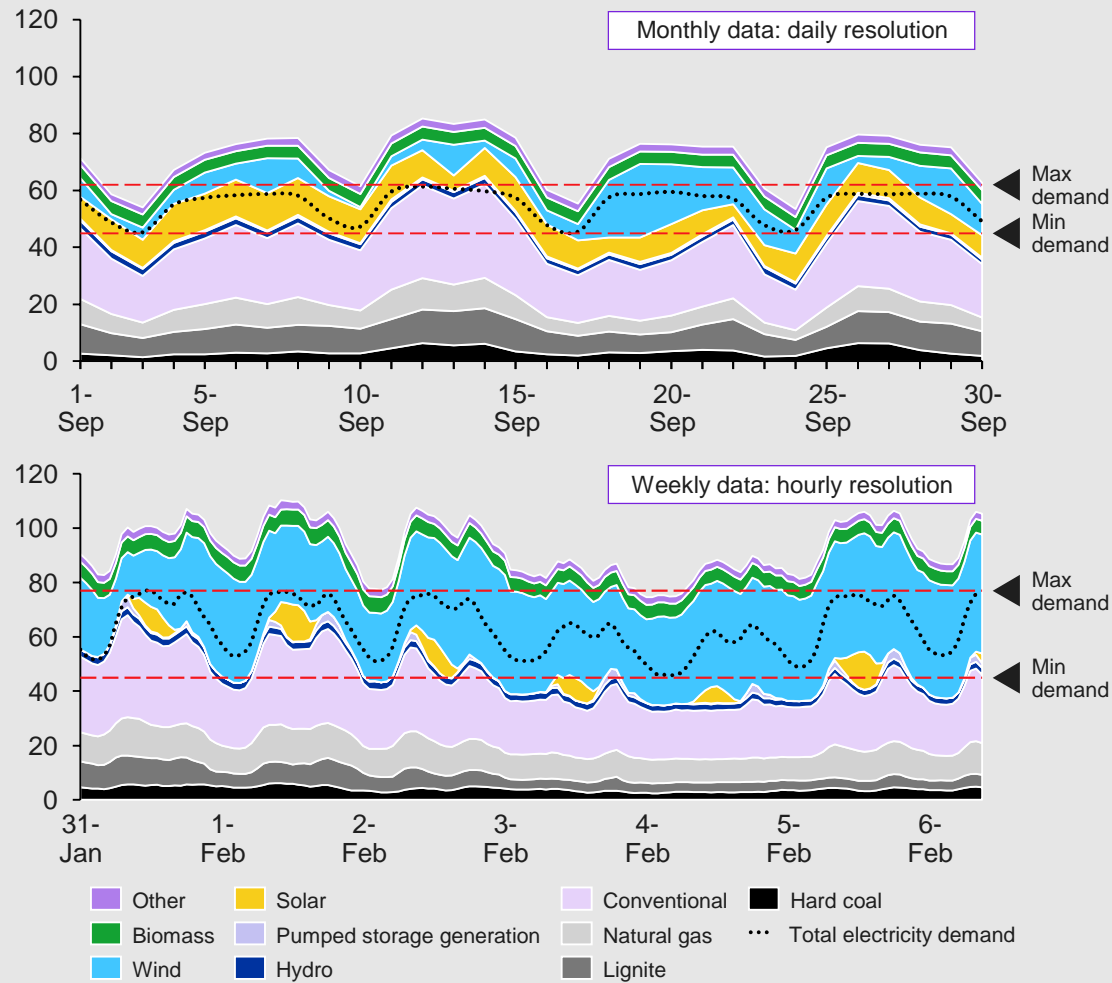 120
Monthly data: daily resolution
100
80
60
40
20
0
Max
demand
Min
demand
1-
Sep
5-
Sep
10-
Sep
15-
Sep
20-
Sep
25-
Sep
30-
Sep
120
Weekly data: hourly resolution
100
80
60
40
20
0
Max
demand
Min
demand
31-
Jan
1-
Feb
2-
Feb
3-
Feb
4-
Feb
5-
Feb
6-
Feb
Other
Solar
Conventional
Hard coal
Biomass
Pumped storage generation
Natural gas
Total electricity demand
Wind
Hydro
Lignite